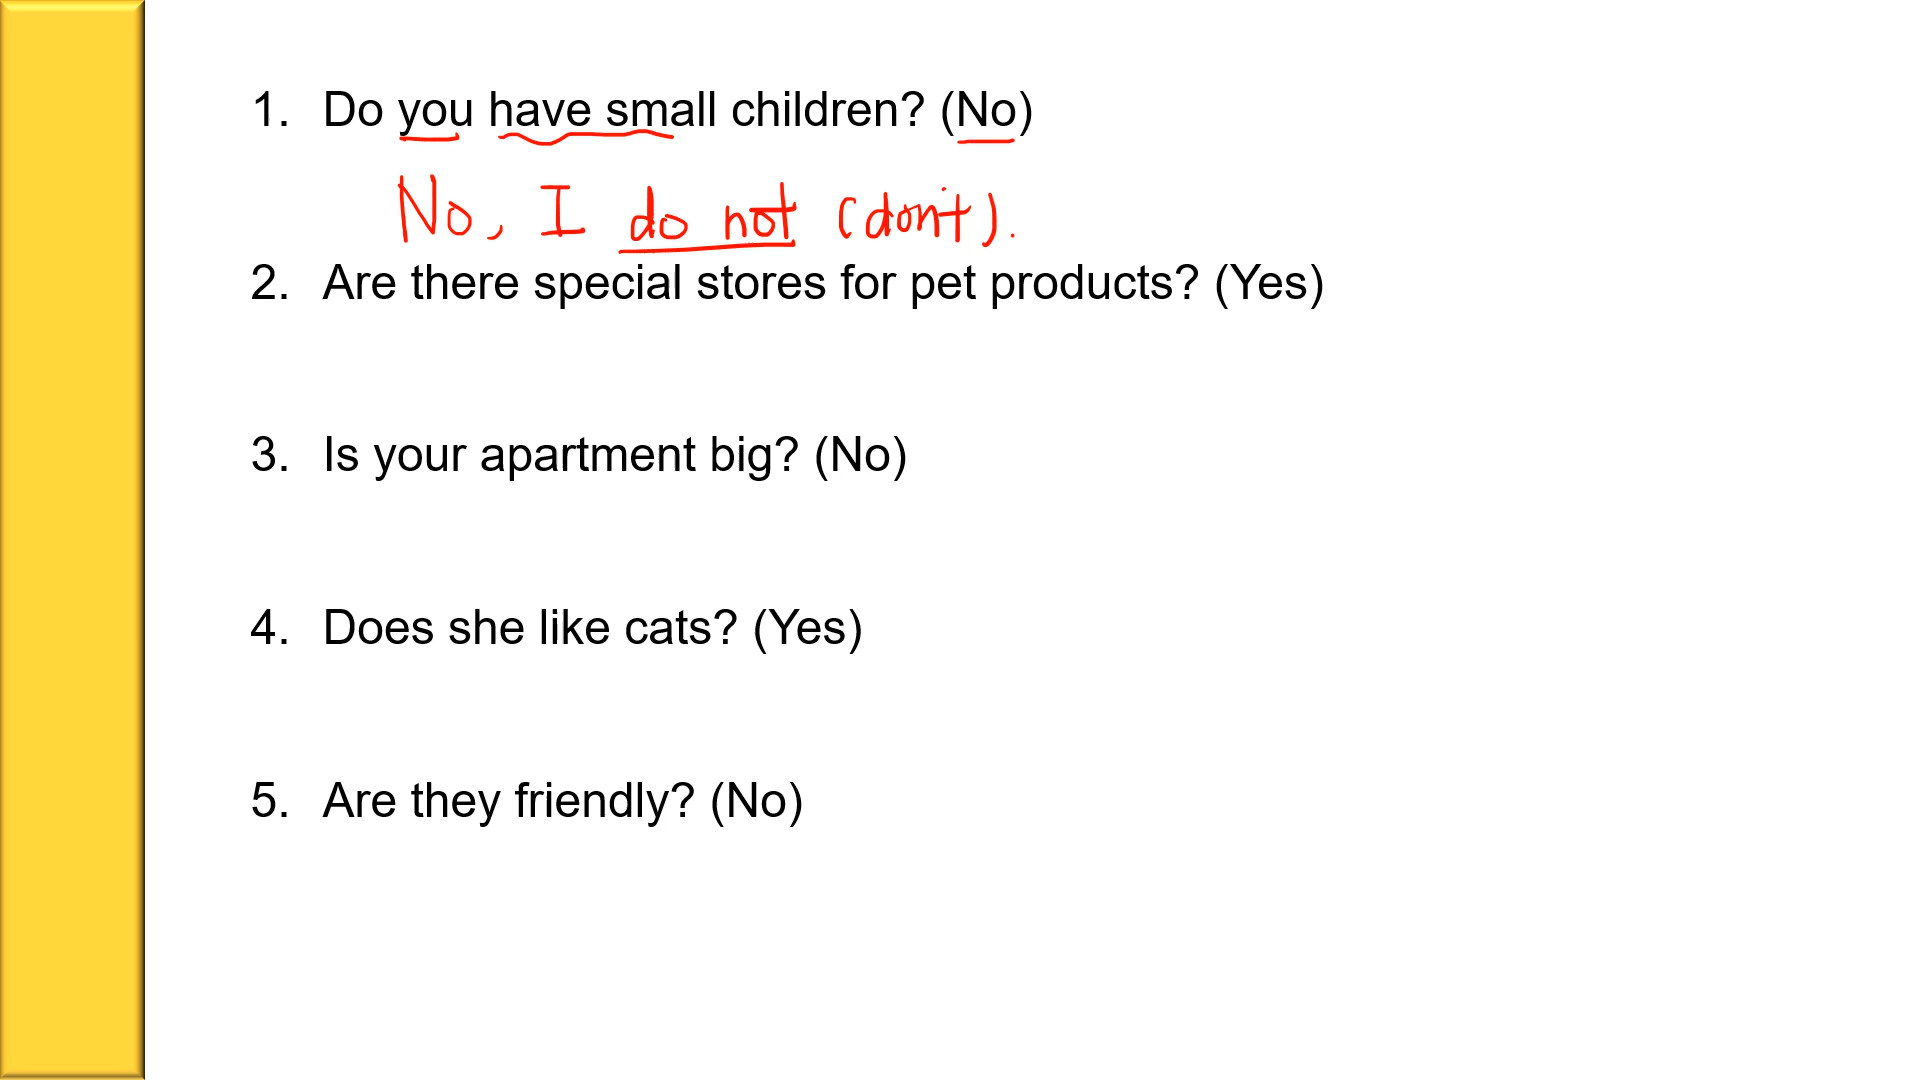 1. Do you have small children? (No)
No, I do not (don't).
2. Are there special stores for pet products? (Yes)
3. Is your apartment big? (No)
4. Does she like cats? (Yes)
5. Are they friendly? (No)